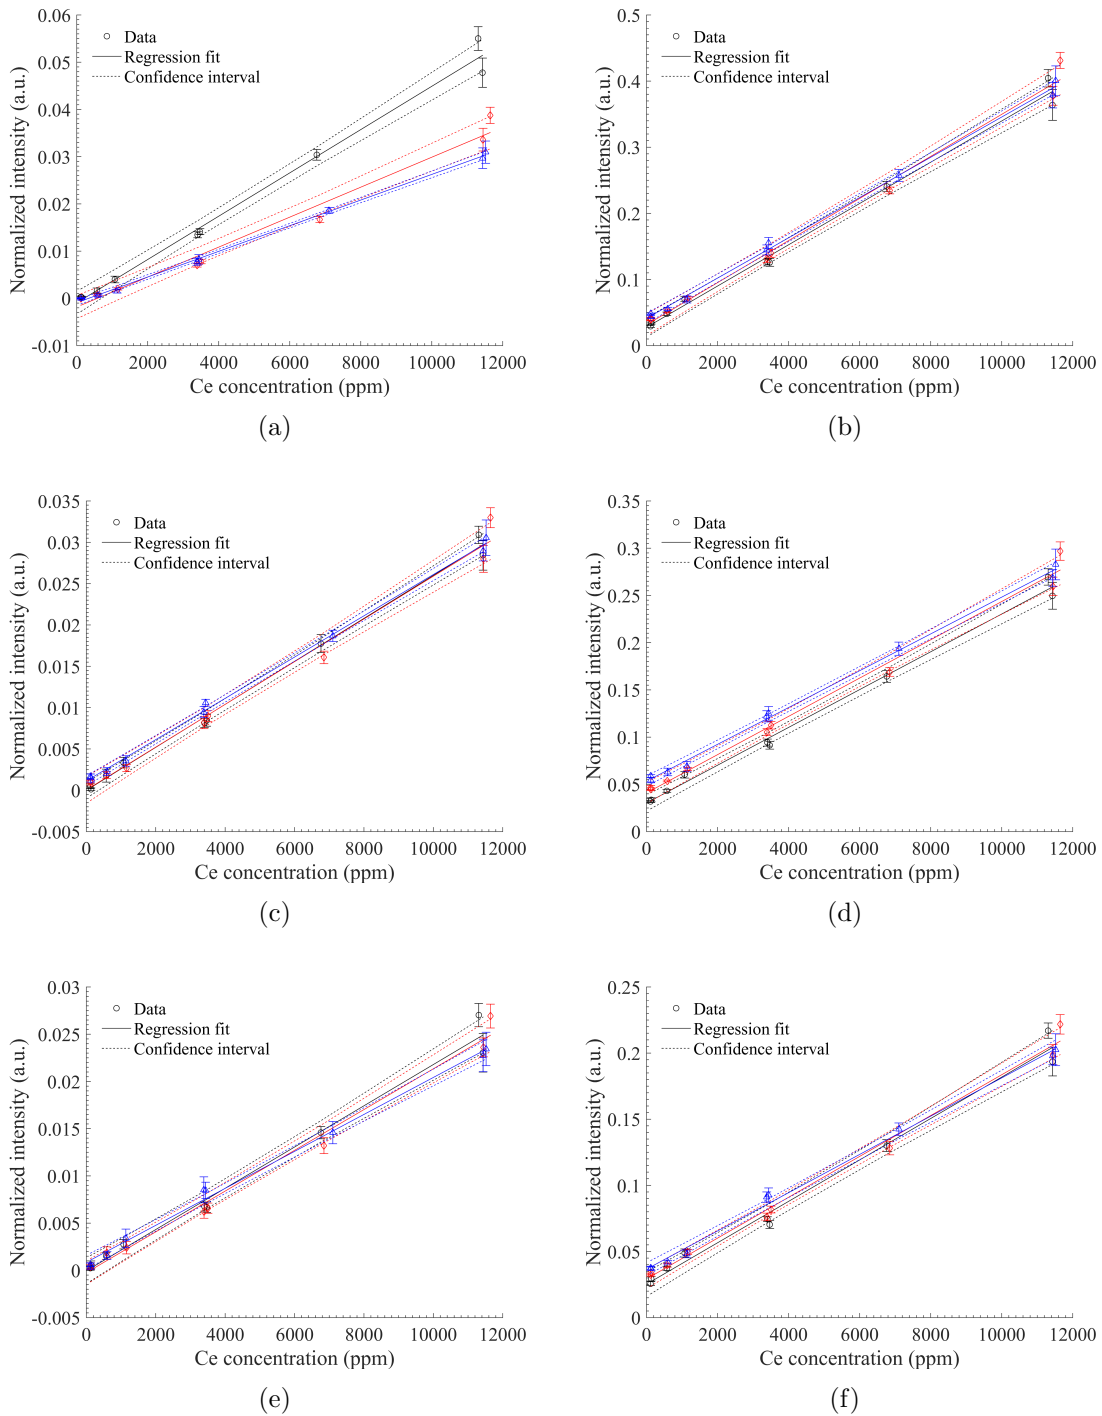 0.06
0.05
0.04
0.03
0.02
0.01
0
-0.01
Normalized intensity (a.u.)
Data
Regression fit
Confidence interval
0 2000 4000 6000 8000 10000 12000
Ce concentration (ppm)
(a)
0.5
0.4
0.3
0.2
0.1
0
Normalized intensity (a.u.)
Data
Regression fit
Confidence interval
0 2000 4000 6000 8000 10000 12000
Ce concentration (ppm)
(b)
0.035
0.03
0.025
0.02
0.015
0.01
0.005
0
-0.005
Normalized intensity (a.u.)
Data
Regression fit
Confidence interval
0 2000 4000 6000 8000 10000 12000
Ce concentration (ppm)
(c)
0.35
0.3
0.25
0.2
0.15
0.1
0.05
0
Normalized intensity (a.u.)
Data
Regression fit
Confidence interval
0 2000 4000 6000 8000 10000 12000
Ce concentration (ppm)
(d)
0.03
0.025
0.02
0.015
0.01
0.005
0
-0.005
Normalized intensity (a.u.)
Data
Regression fit
Confidence interval
0 2000 4000 6000 8000 10000 12000
Ce concentration (ppm)
(e)
0.25
0.2
0.15
0.1
0.05
0
Normalized intensity (a.u.)
Data
Regression fit
Confidence interval
0 2000 4000 6000 8000 10000 12000
Ce concentration (ppm)
(f)